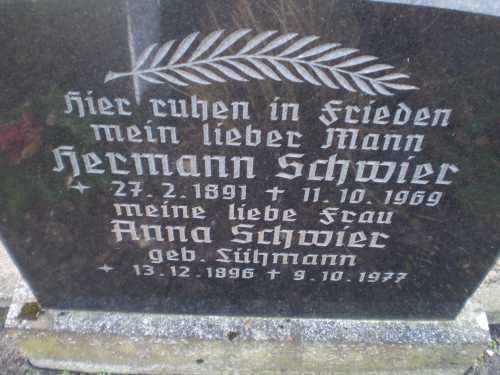 Hier ruhen in Frieden
mein lieber Mann
Hermann Schwier
✦ 27. 2. 1891 ✝ 11. 10. 1969
meine liebe Frau
Anna Schwier
geb. Lühmann
✦ 13. 12. 1896 ✝ 9. 10. 1977